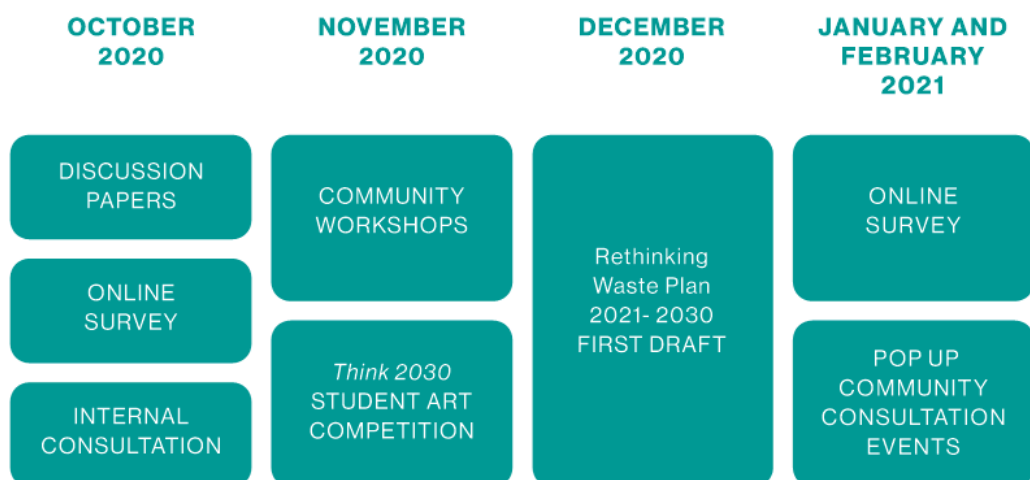 OCTOBER
2020
DISCUSSION
PAPERS
ONLINE
SURVEY
INTERNAL
CONSULTATION
NOVEMBER
2020
COMMUNITY
WORKSHOPS
Think 2030
STUDENT ART
COMPETITION
DECEMBER
2020
Rethinking
Waste Plan
2021- 2030
FIRST DRAFT
JANUARY AND
FEBRUARY
2021
ONLINE
SURVEY
POP UP
COMMUNITY
CONSULTATION
EVENTS